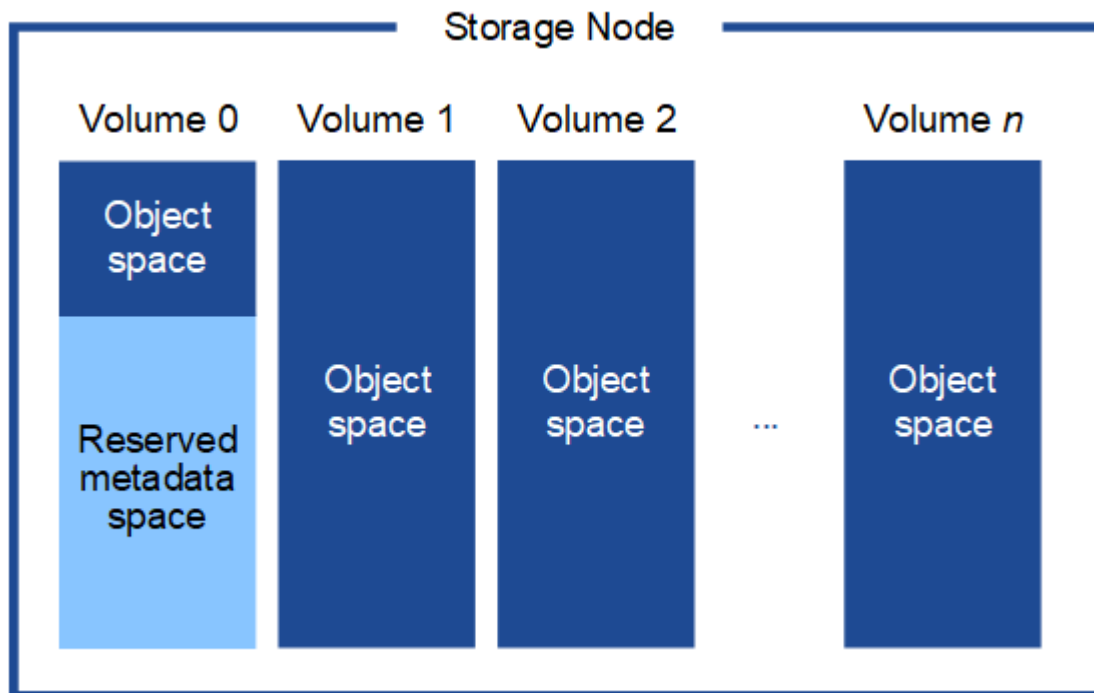 Storage Node
Volume 0
Volume 1
Volume 2
Volume n
Object
space
Reserved
metadata
space
Object
space
Object
space
...
Object
space